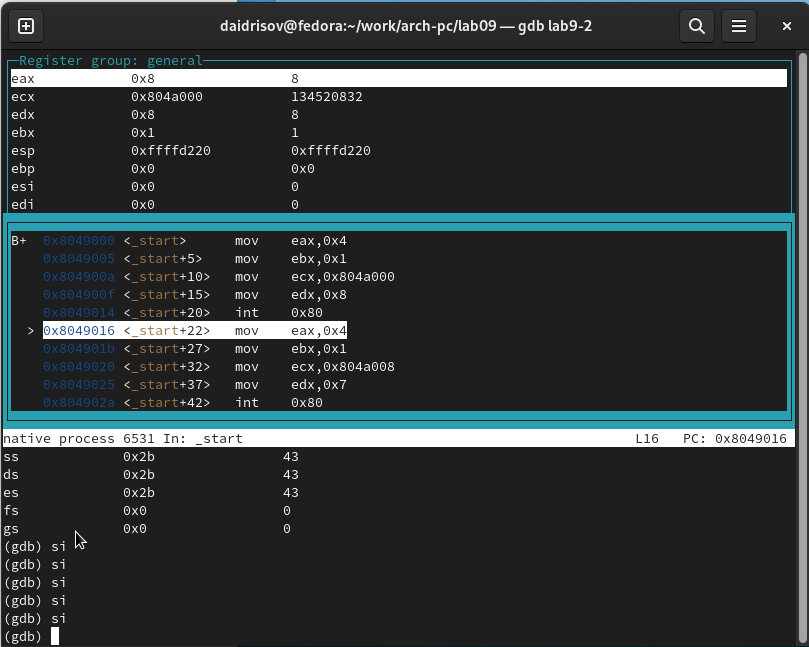 daidrisov@fedora:~/work/arch-pc/lab09 — gdb lab9-2
Register group: general
eax 0x8 8
ecx 0x804a000 134520832
edx 0x8 8
ebx 0x1 1
esp 0xffffd220 0xffffd220
ebp 0x0 0x0
esi 0x0 0
edi 0x0 0
B+ 0x8049000 <_start> mov eax,0x4
0x8049005 <_start+5> mov ebx,0x1
0x804900a <_start+10> mov ecx,0x804a000
0x804900f <_start+15> mov edx,0x8
0x8049014 <_start+20> int 0x80
> 0x8049016 <_start+22> mov eax,0x4
0x804901b <_start+27> mov ebx,0x1
0x8049020 <_start+32> mov ecx,0x804a008
0x8049025 <_start+37> mov edx,0x7
0x804902a <_start+42> int 0x80
native process 6531 In: _start L16 PC: 0x8049016
ss 0x2b 43
ds 0x2b 43
es 0x2b 43
fs 0x0 0
gs 0x0 0
(gdb) si
(gdb) si
(gdb) si
(gdb) si
(gdb) si
(gdb)